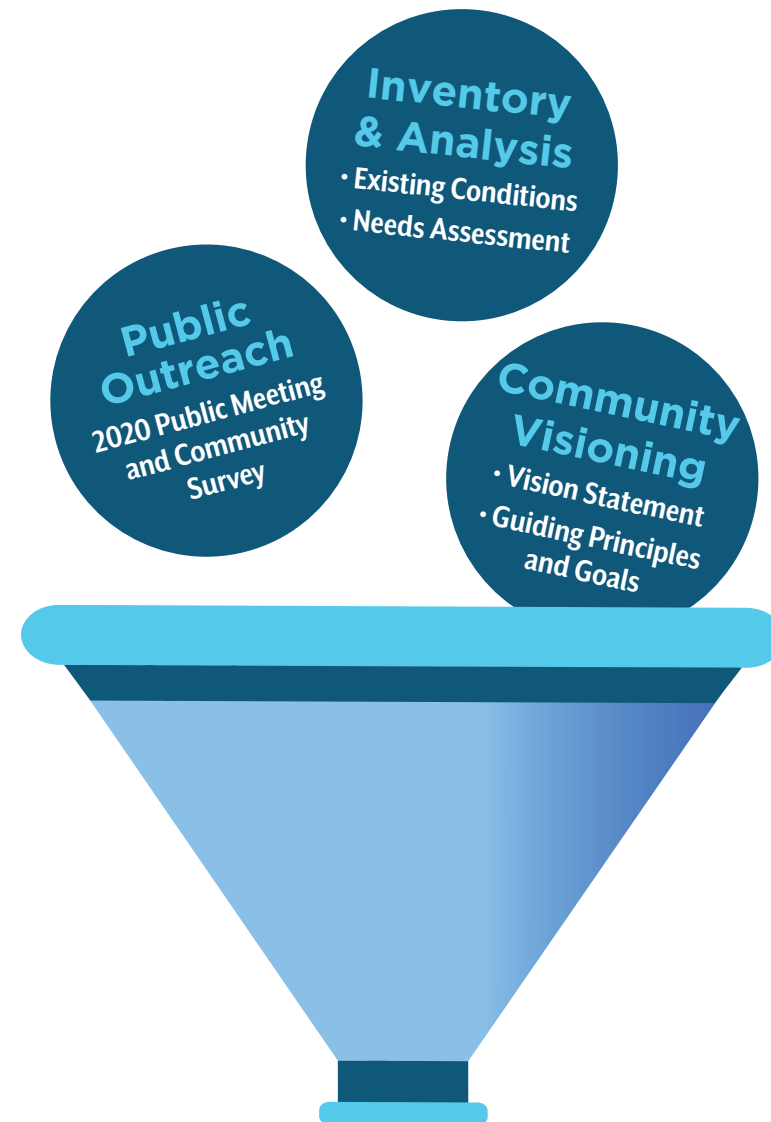 Inventory
& Analysis
• Existing Conditions
• Needs Assessment
Public
Outreach
2020 Public Meeting
and Community
Survey
Community
Visioning
• Vision Statement
• Guiding Principles
and Goals